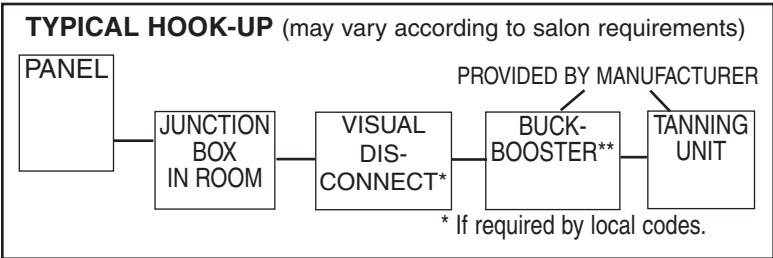 TYPICAL HOOK-UP (may vary according to salon requirements)
PANEL
PROVIDED BY MANUFACTURER
JUNCTION
BOX
IN ROOM
VISUAL
DIS-
CONNECT*
BUCK-
BOOSTER**
TANNING
UNIT
* If required by local codes.